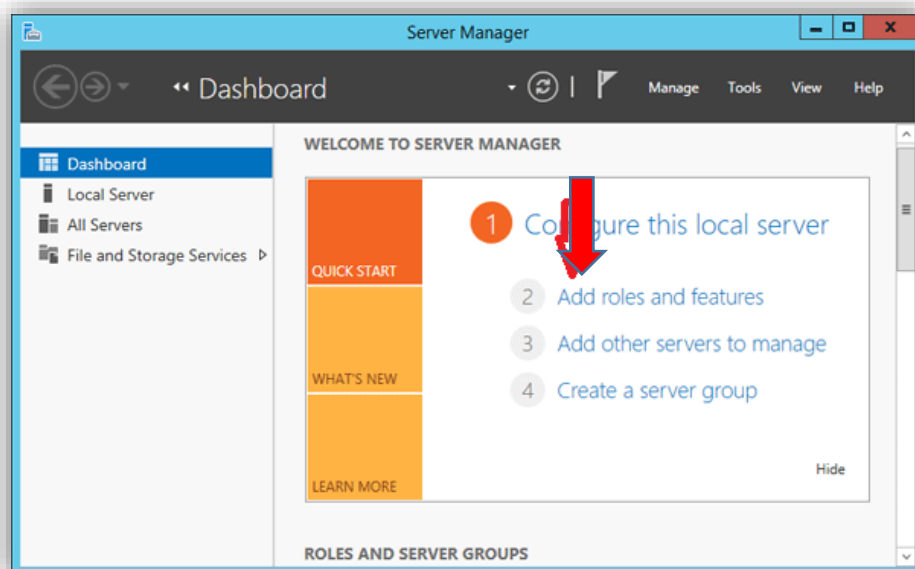 Server Manager
Dashboard
Manage Tools View Help
Dashboard
Local Server
All Servers
File and Storage Services
WELCOME TO SERVER MANAGER
QUICK START
WHAT'S NEW
LEARN MORE
1 Configure this local server
2 Add roles and features
3 Add other servers to manage
4 Create a server group
Hide
ROLES AND SERVER GROUPS